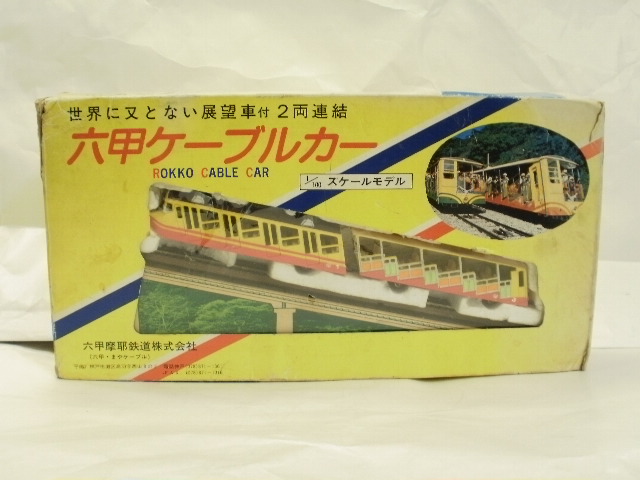 世界に又とない展望車付2両連結
六甲ケーブルカー
ROKKO CABLE CAR
1/100 スケールモデル
六甲摩耶鉄道株式会社
(六甲・まやケーブル)